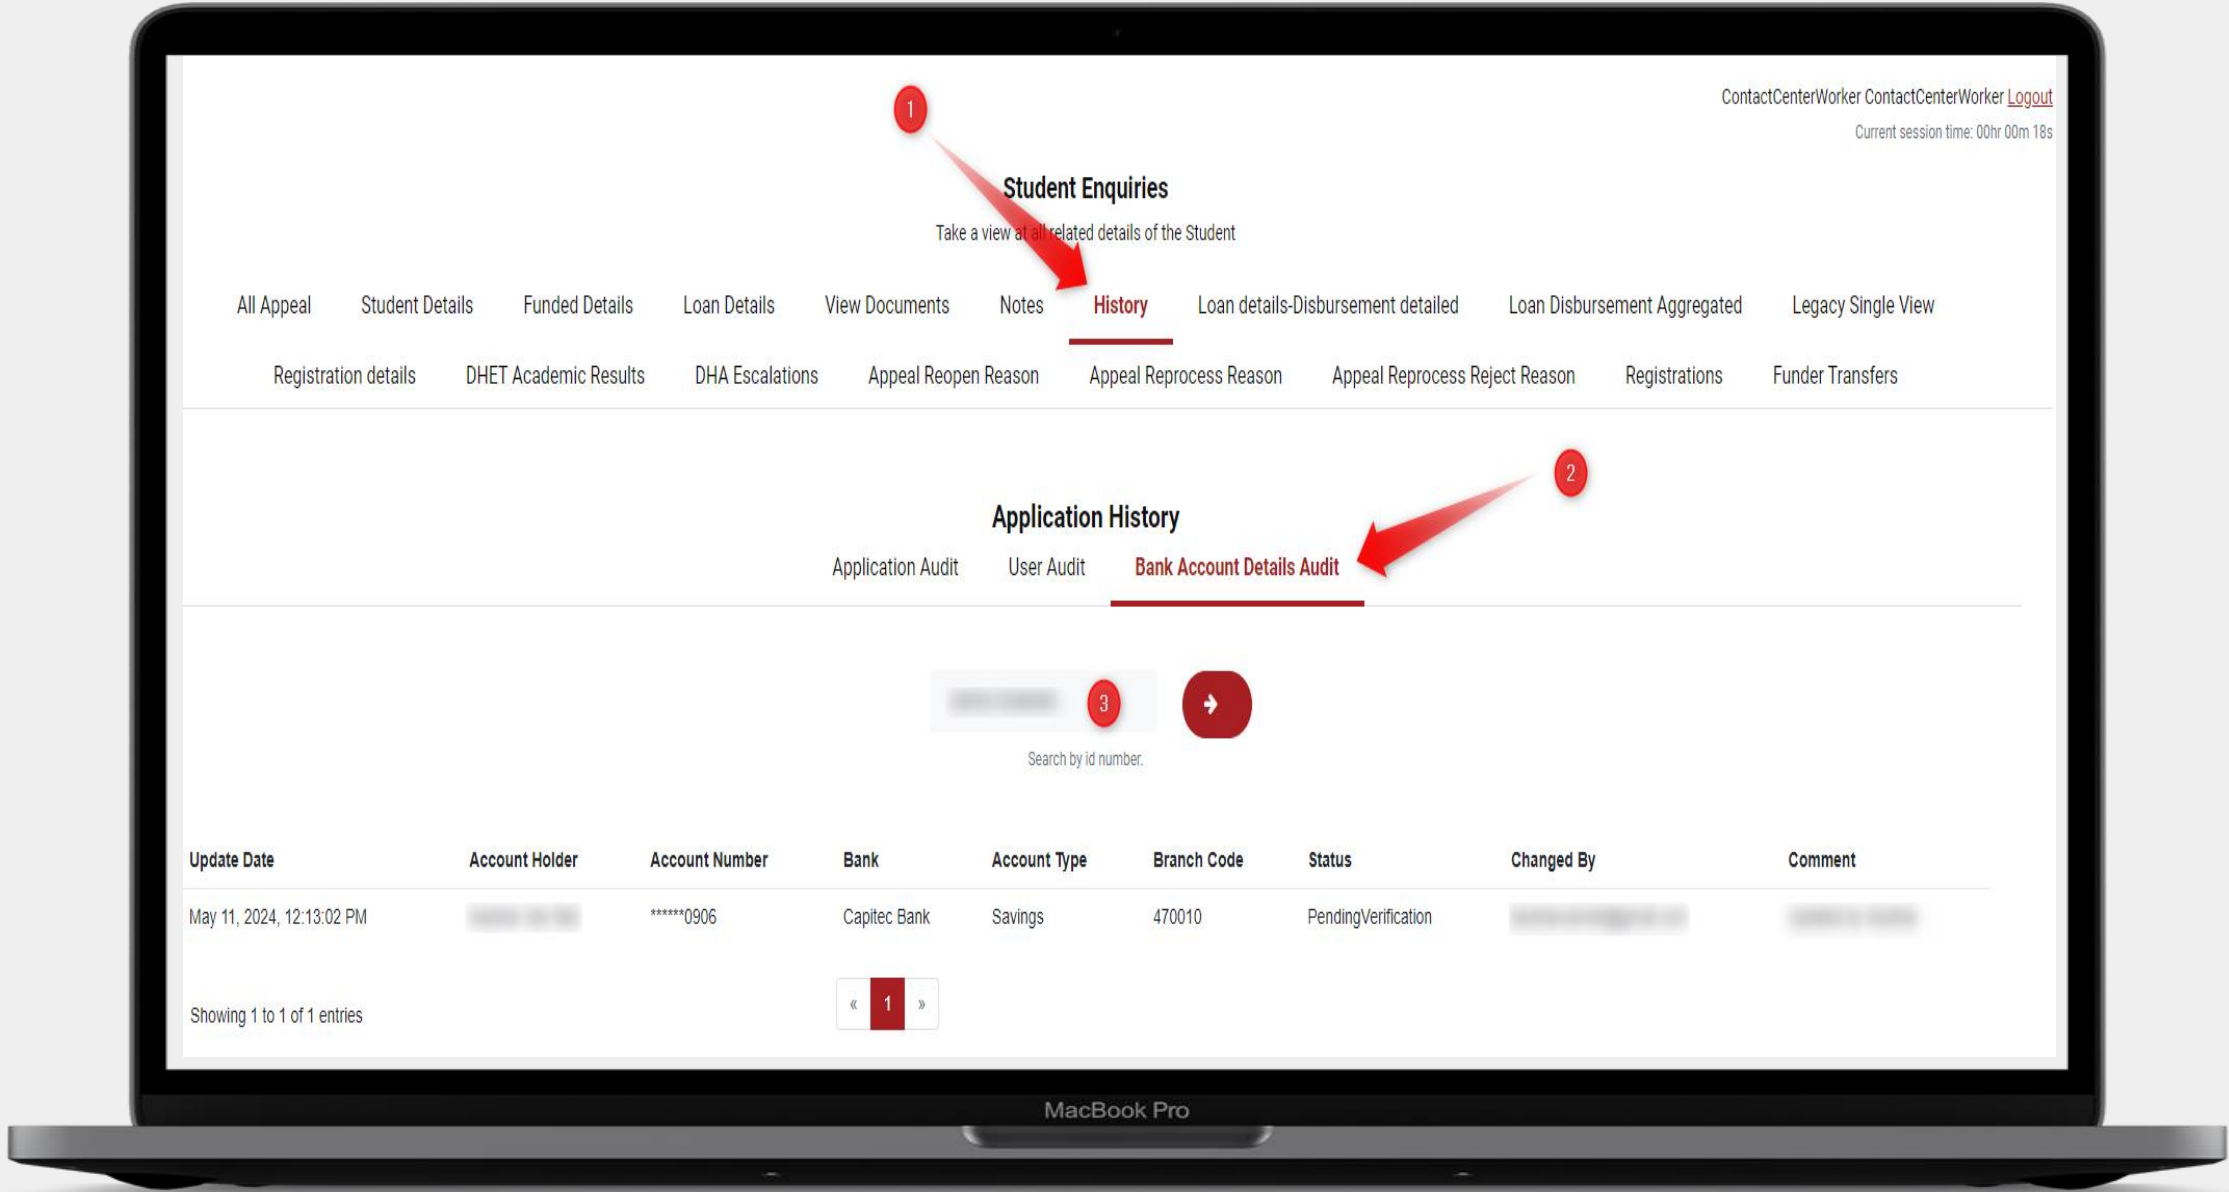 1
ContactCenterWorker ContactCenterWorker Logout
Current session time: 00hr 00m 18s
Student Enquiries
Take a view at all related details of the Student
All Appeal Student Details Funded Details Loan Details View Documents Notes History Loan details-Disbursement detailed Loan Disbursement Aggregated Legacy Single View
Registration details DHET Academic Results DHA Escalations Appeal Reopen Reason Appeal Reprocess Reason Appeal Reprocess Reject Reason Registrations Funder Transfers
2
Application History
Application Audit User Audit Bank Account Details Audit
3
Search by id number.
Update Date Account Holder Account Number Bank Account Type Branch Code Status Changed By Comment
May 11, 2024, 12:13:02 PM ******0906 Capitec Bank Savings 470010 PendingVerification
« 1 »
Showing 1 to 1 of 1 entries
MacBook Pro